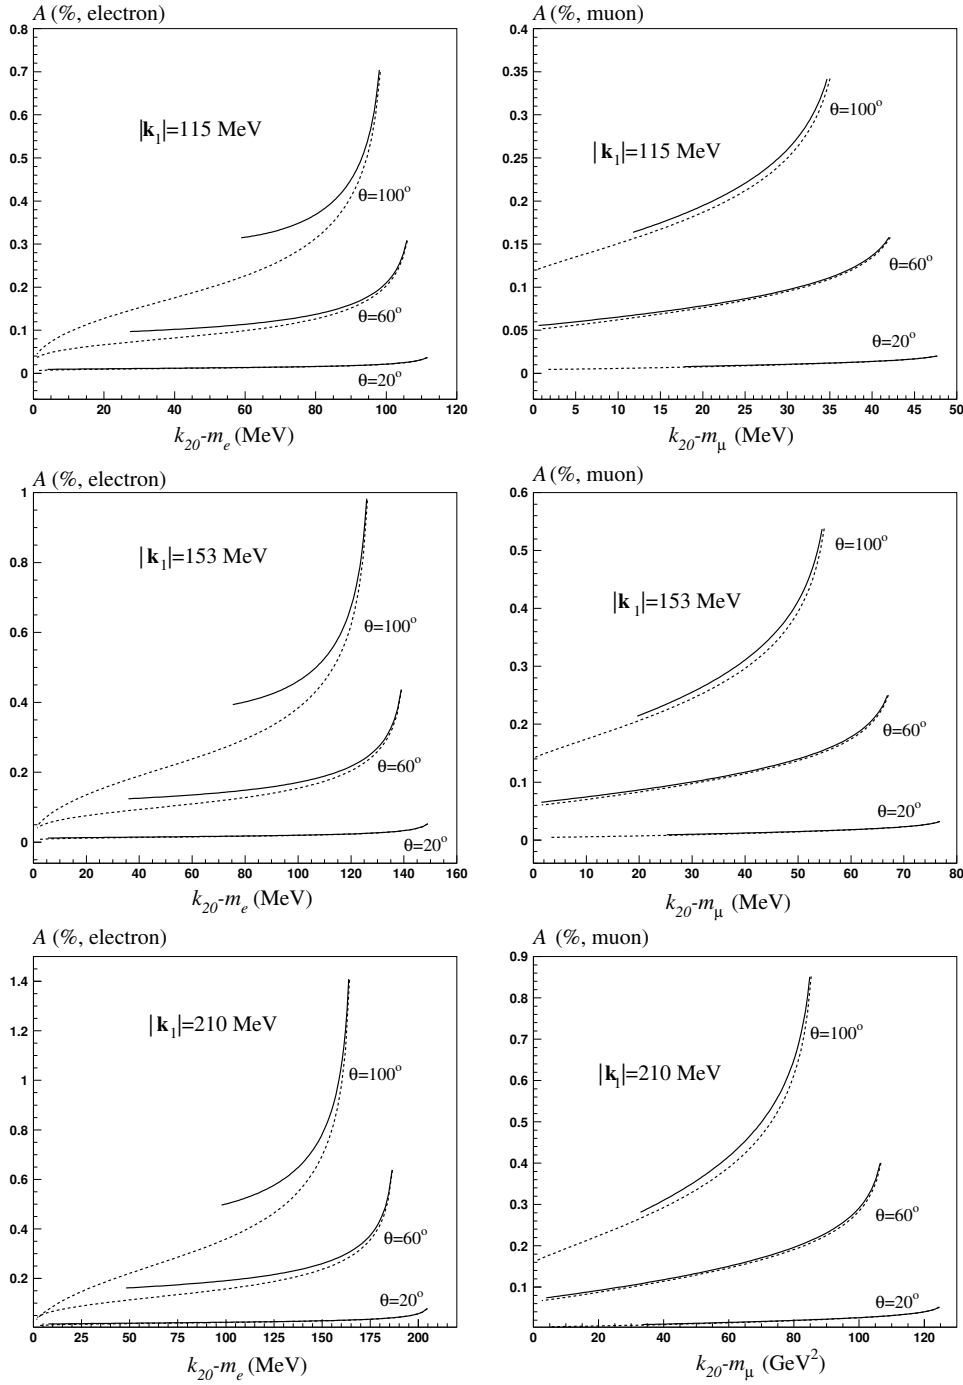 A (%, electron)
0.8
0.7
0.6
0.5
0.4
0.3
0.2
0.1
0
|k₁|=115 MeV
θ=100°
θ=60°
θ=20°
0 20 40 60 80 100 120
k₂₀-mₑ (MeV)
A (%, muon)
0.4
0.35
0.3
0.25
0.2
0.15
0.1
0.05
0
θ=100°
|k₁|=115 MeV
θ=60°
θ=20°
0 5 10 15 20 25 30 35 40 45 50
k₂₀-m_μ (MeV)
A (%, electron)
1
0.8
0.6
0.4
0.2
0
|k₁|=153 MeV
θ=100°
θ=60°
θ=20°
0 20 40 60 80 100 120 140 160
k₂₀-mₑ (MeV)
A (%, muon)
0.6
0.5
0.4
0.3
0.2
0.1
0
θ=100°
|k₁|=153 MeV
θ=60°
θ=20°
0 10 20 30 40 50 60 70 80
k₂₀-m_μ (MeV)
A (%, electron)
1.4
1.2
1
0.8
0.6
0.4
0.2
|k₁|=210 MeV
θ=100°
θ=60°
θ=20°
0 25 50 75 100 125 150 175 200
k₂₀-mₑ (MeV)
A (%, muon)
0.9
0.8
0.7
0.6
0.5
0.4
0.3
0.2
0.1
θ=100°
|k₁|=210 MeV
θ=60°
θ=20°
0 20 40 60 80 100 120
k₂₀-m_μ (GeV²)